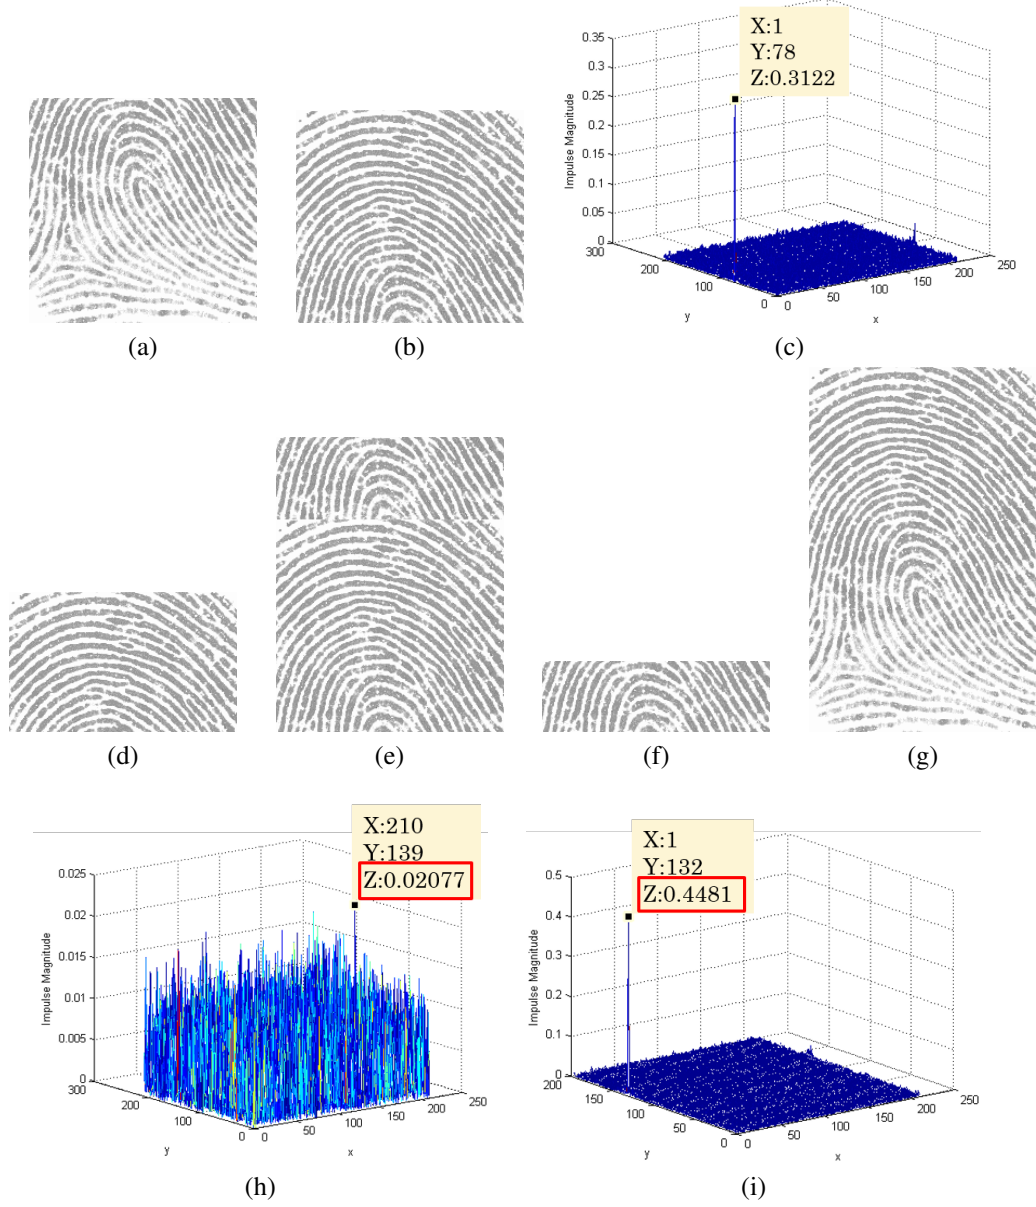 X:1
Y:78
Z:0.3122
0.35
0.3
0.25
0.2
0.15
0.1
0.05
0
300
200
100
0
0
50
100
150
200
250
Impulse Magnitude
y
x
(a)
(b)
(c)
(d)
(e)
(f)
(g)
X:210
Y:139
Z:0.02077
0.025
0.02
0.015
0.01
0.005
0
300
200
100
0
0
50
100
150
200
250
Impulse Magnitude
y
x
X:1
Y:132
Z:0.4481
0.5
0.4
0.3
0.2
0.1
0
200
150
100
50
0
0
50
100
150
200
250
Impulse Magnitude
y
x
(h)
(i)